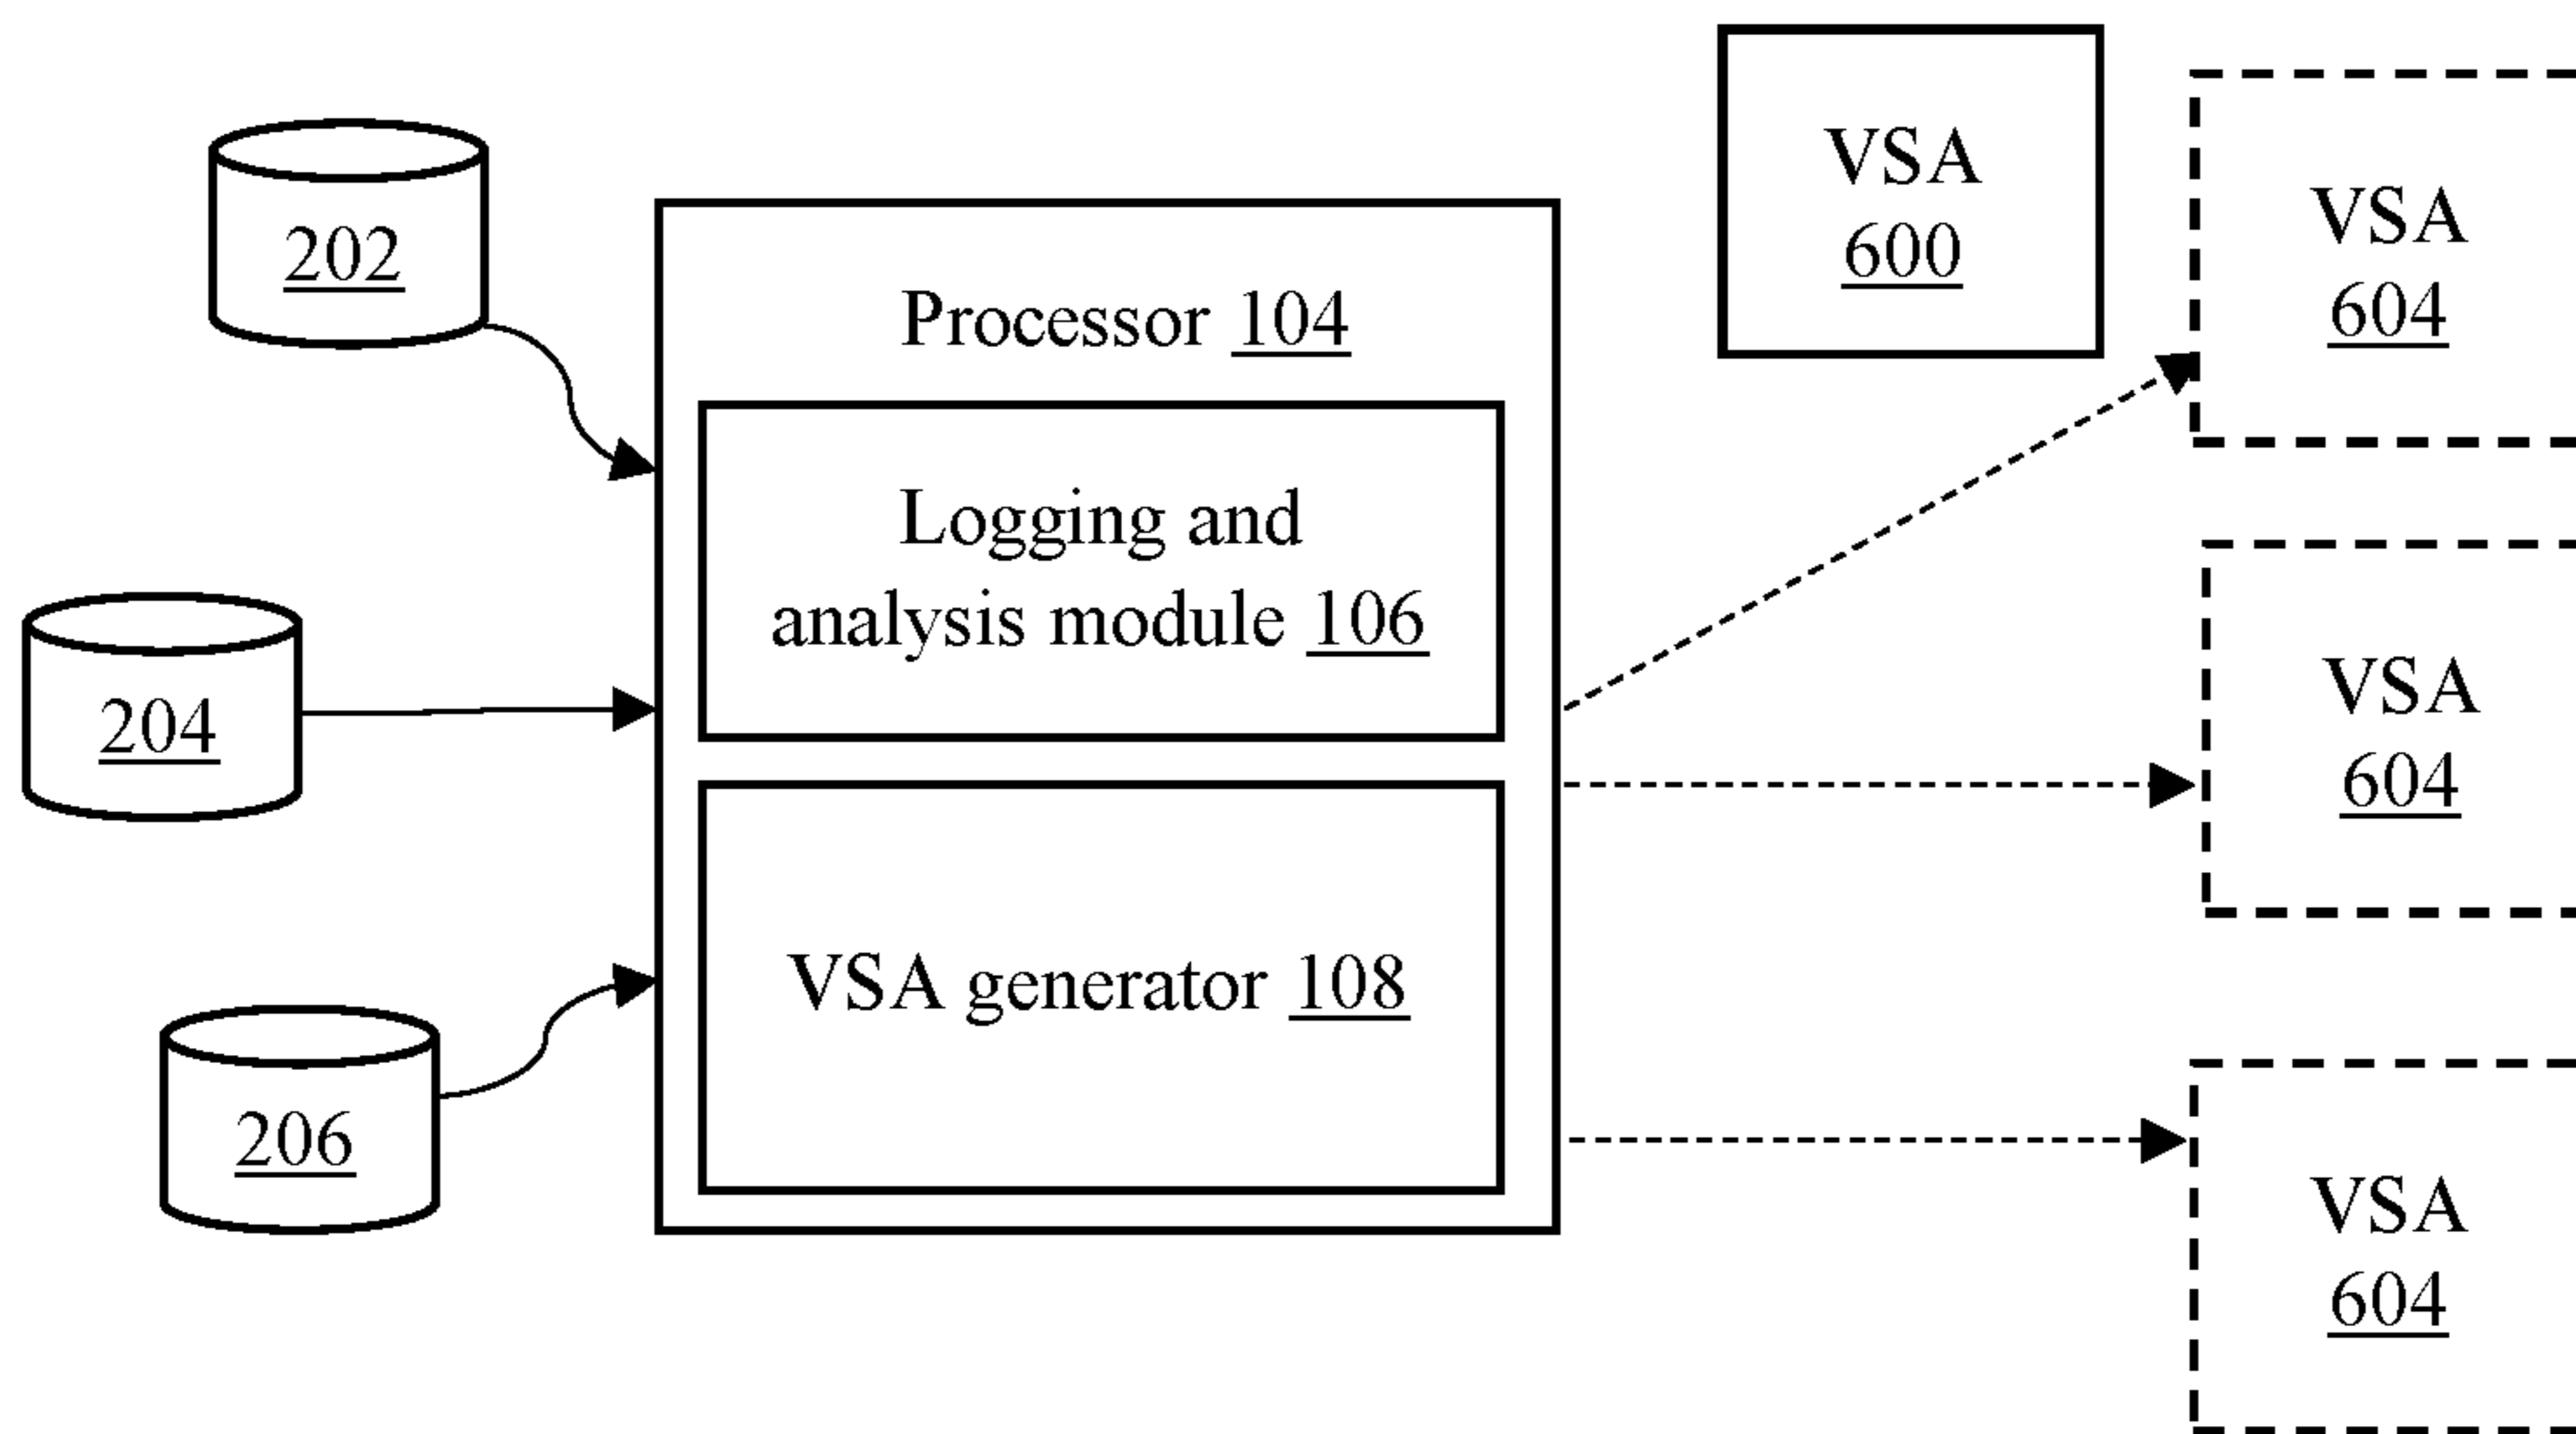 202
204
206
Processor 104
Logging and
analysis module 106
VSA generator 108
VSA
600
VSA
604
VSA
604
VSA
604